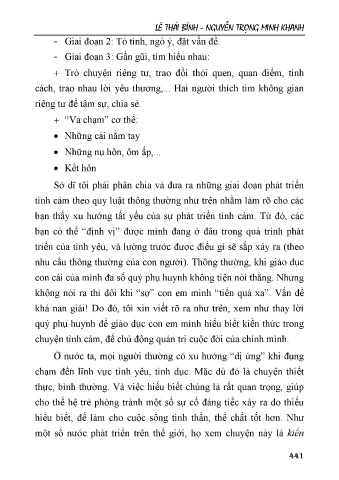 LÊ THÁI BÌNH - NGUYỄN TRỌNG MINH KHANH
- Giai đoạn 2: Tỏ tình, ngỏ ý, đặt vấn đề.
- Giai đoạn 3: Gần gũi, tìm hiểu nhau:
+ Trò chuyện riêng tư, trao đổi thói quen, quan điểm, tính
cách, trao nhau lời yêu thương,... Hai người thích tìm không gian
riêng tư để tâm sự, chia sẻ.
+ “Va chạm” cơ thể:
• Những cái nắm tay
• Những nụ hôn, ôm ấp,...
• Kết hôn
Sở dĩ tôi phải phân chia và đưa ra những giai đoạn phát triển
tình cảm theo quy luật thông thường như trên nhằm làm rõ cho các
bạn thấy xu hướng tất yếu của sự phát triển tình cảm. Từ đó, các
bạn có thể “định vị” được mình đang ở đâu trong quá trình phát
triển của tình yêu, và lường trước được điều gì sẽ sắp xảy ra (theo
nhu cầu thông thường của con người). Thông thường, khi giáo dục
con cái của mình đa số quý phụ huynh không tiện nói thẳng. Nhưng
không nói ra thì đôi khi “sợ” con em mình “tiến quá xa”. Vấn đề
khá nan giải! Do đó, tôi xin viết rõ ra như trên, xem như thay lời
quý phụ huynh để giáo dục con em mình hiểu biết kiến thức trong
chuyện tình cảm, để chủ động quản trị cuộc đời của chính mình.
Ở nước ta, mọi người thường có xu hướng “dị ứng” khi đụng
chạm đến lĩnh vực tình yêu, tình dục. Mặc dù đó là chuyện thiết
thực, bình thường. Và việc hiểu biết chúng là rất quan trọng, giúp
cho thế hệ trẻ phòng tránh một số sự cố đáng tiếc xảy ra do thiếu
hiểu biết, để làm cho cuộc sống tinh thần, thể chất tốt hơn. Như
một số nước phát triển trên thế giới, họ xem chuyện này là kiến
441